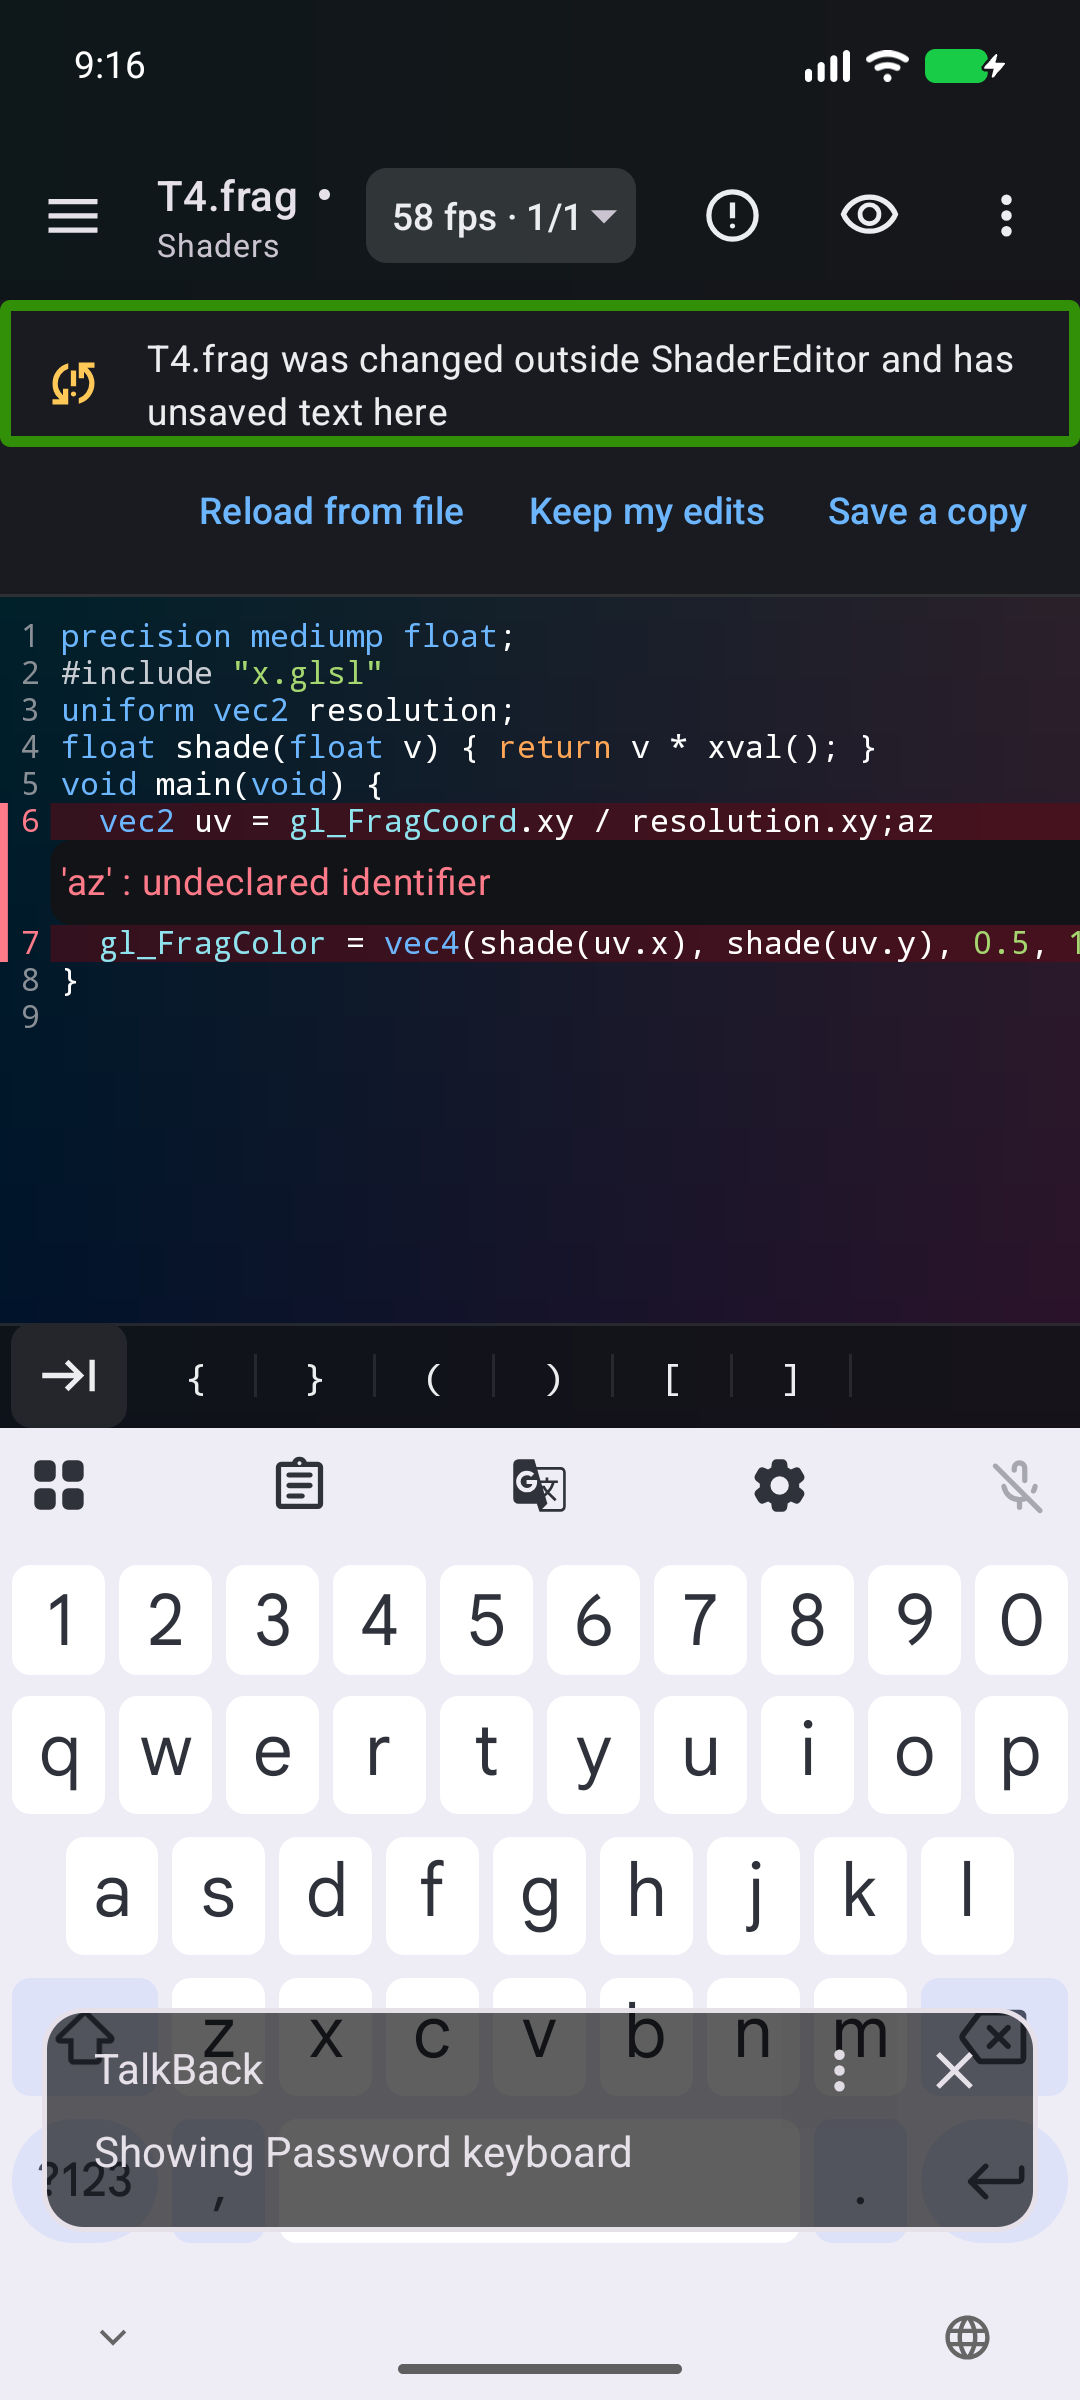 9:16
T4.frag •
Shaders
58 fps · 1/1
T4.frag was changed outside ShaderEditor and has
unsaved text here
Reload from file Keep my edits Save a copy
1 precision mediump float;
2 #include "x.glsl"
3 uniform vec2 resolution;
4 float shade(float v) { return v * xval(); }
5 void main(void) {
6 vec2 uv = gl_FragCoord.xy / resolution.xy;az
'az' : undeclared identifier
7 gl_FragColor = vec4(shade(uv.x), shade(uv.y), 0.5, 1
8 }
9
{ } ( ) [ ]
1 2 3 4 5 6 7 8 9 0
q w e r t y u i o p
a s d f g h j k l
z x c v b n m
TalkBack
Showing Password keyboard
?123 , .